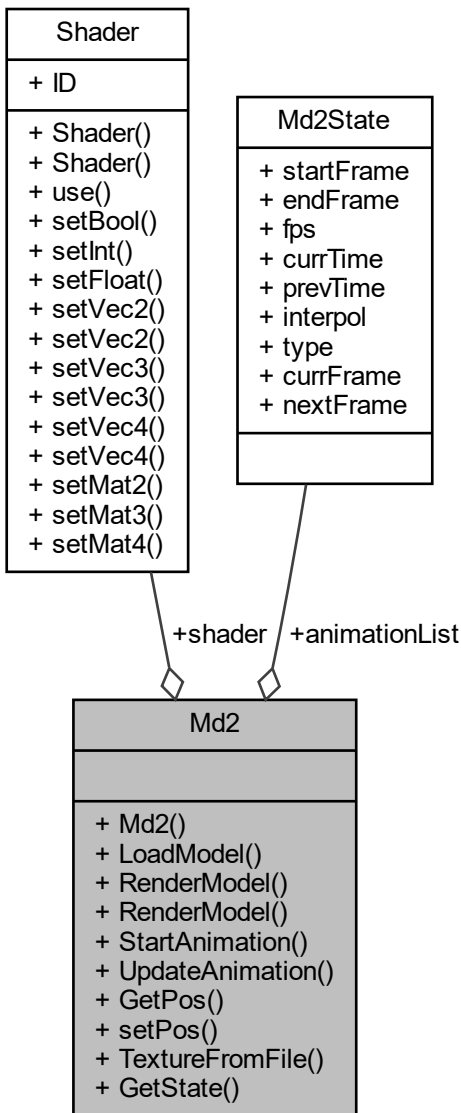 Shader
+ ID
+ Shader()
+ Shader()
+ use()
+ setBool()
+ setInt()
+ setFloat()
+ setVec2()
+ setVec2()
+ setVec3()
+ setVec3()
+ setVec4()
+ setVec4()
+ setMat2()
+ setMat3()
+ setMat4()
Md2State
+ startFrame
+ endFrame
+ fps
+ currTime
+ prevTime
+ interpol
+ type
+ currFrame
+ nextFrame
+shader
+animationList
Md2
+ Md2()
+ LoadModel()
+ RenderModel()
+ RenderModel()
+ StartAnimation()
+ UpdateAnimation()
+ GetPos()
+ setPos()
+ TextureFromFile()
+ GetState()